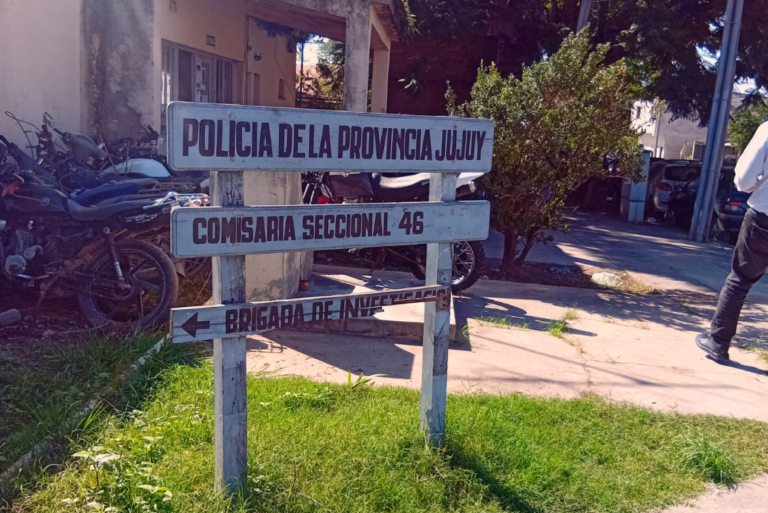 POLICIA DE LA PROVINCIA JUJUY
COMISARIA SECCIONAL 46
BRIGADA DE